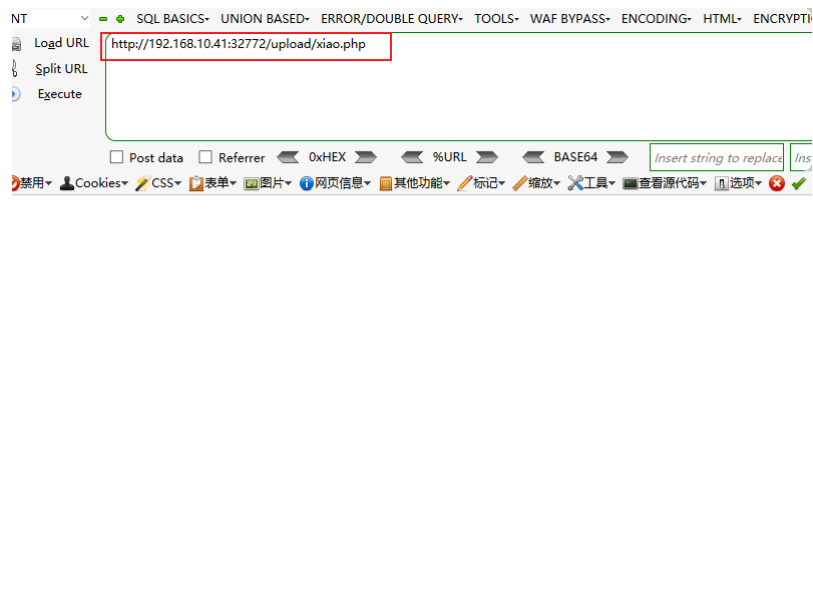 NT SQL BASICS UNION BASED ERROR/DOUBLE QUERY TOOLS WAF BYPASS ENCODING HTML ENCRYPTI
Load URL http://192.168.10.41:32772/upload/xiao.php
Split URL
Execute
Post data Referrer 0xHEX %URL BASE64 Insert string to replace Ins
禁用 Cookies CSS 表单 图片 网页信息 其他功能 标记 缩放 工具 查看源代码 选项